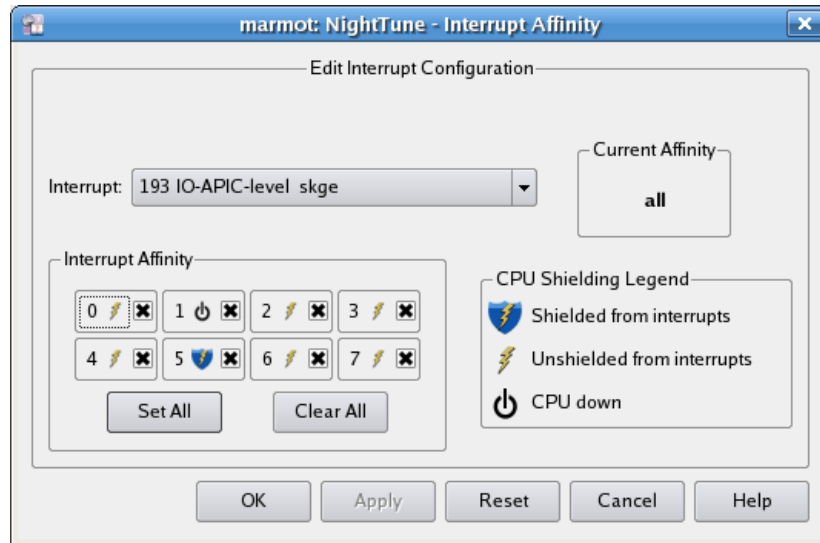 marmot: NightTune - Interrupt Affinity
Edit Interrupt Configuration
Current Affinity
Interrupt: 193 IO-APIC-level skge
all
Interrupt Affinity
CPU Shielding Legend
0 1 2 3
Shielded from interrupts
4 5 6 7
Unshielded from interrupts
Set All Clear All
CPU down
OK Apply Reset Cancel Help